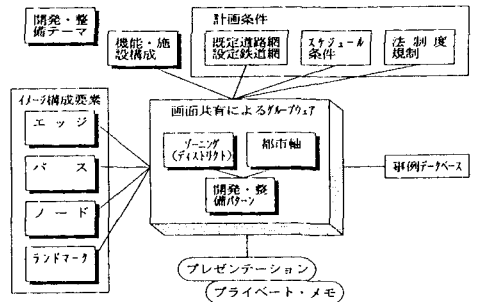 計画条件
開発・整
備テーマ
機能・施
設構成
既定道路網
設定鉄道網
スケジュール
条件
法制度
規制
イメージ構成要素
エッジ
パス
ノード
ランドマーク
画面共有によるグループウェア
ゾーニング
(ディストリクト)
都市軸
開発・整
備パターン
事例データベース
プレゼンテーション
プライベート・メモ